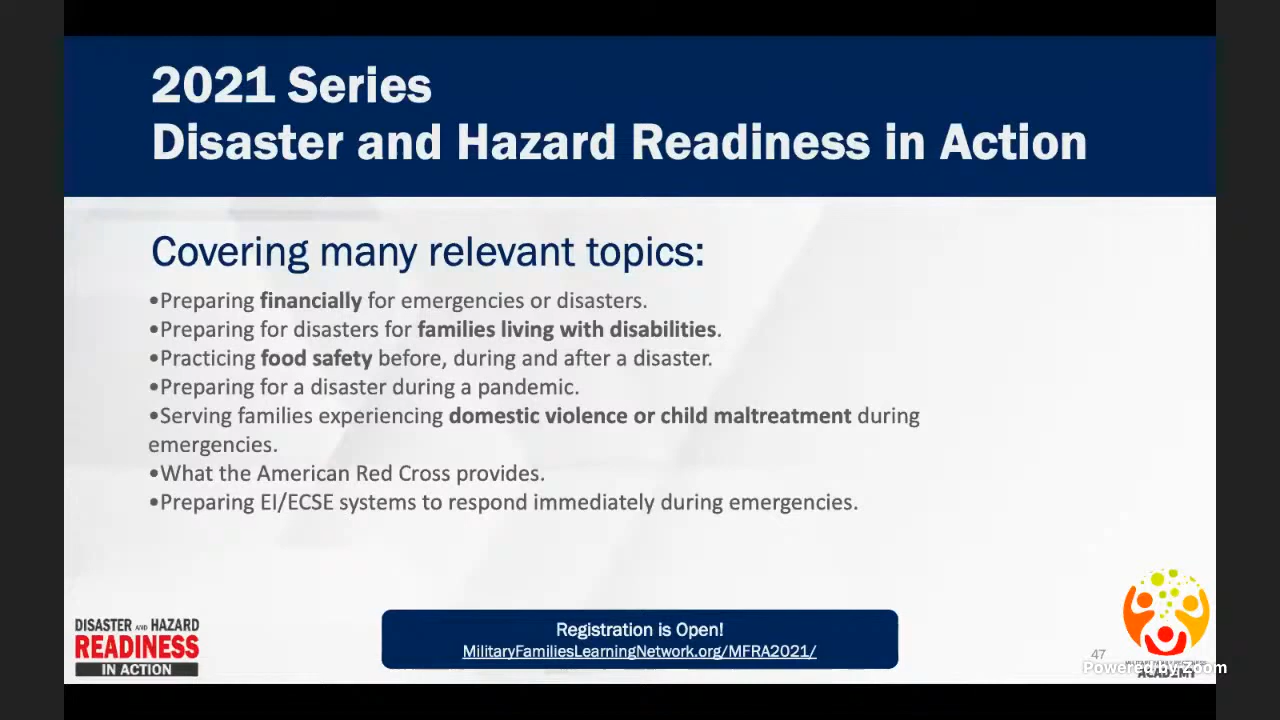 2021 Series
Disaster and Hazard Readiness in Action
Covering many relevant topics:
•Preparing financially for emergencies or disasters.
•Preparing for disasters for families living with disabilities.
•Practicing food safety before, during and after a disaster.
•Preparing for a disaster during a pandemic.
•Serving families experiencing domestic violence or child maltreatment during
emergencies.
•What the American Red Cross provides.
•Preparing EI/ECSE systems to respond immediately during emergencies.
DISASTER AND HAZARD
READINESS
IN ACTION
Registration is Open!
MilitaryFamiliesLearningNetwork.org/MFRA2021/
47
Powered by zoom
ACADEMY